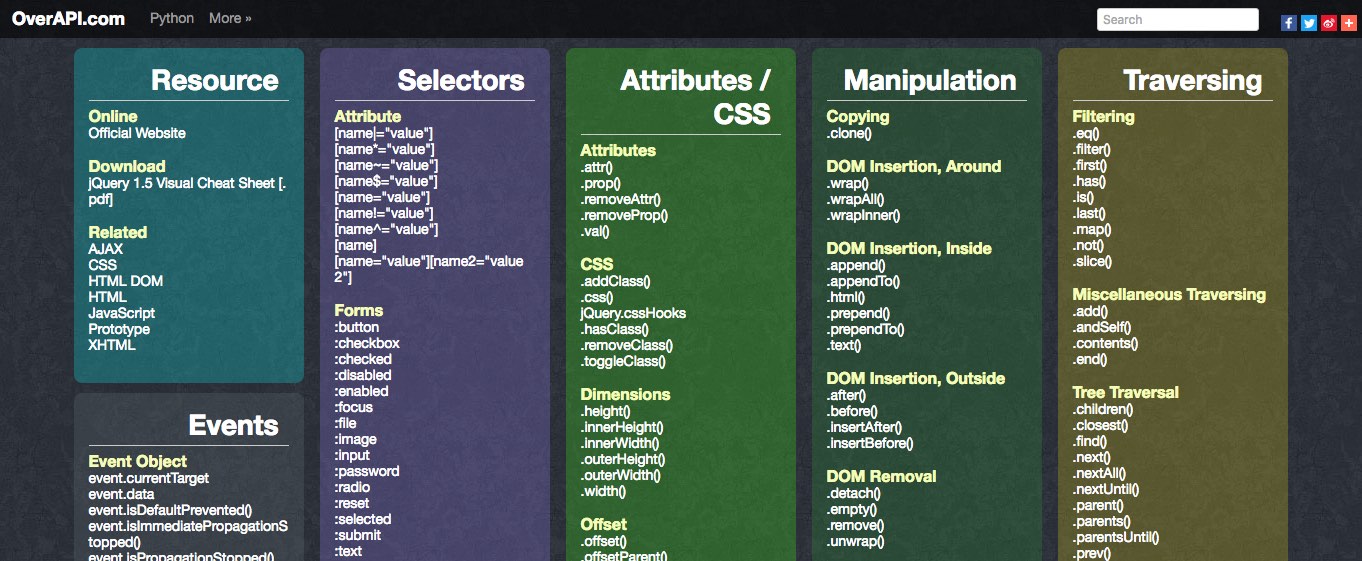 OverAPI.com Python More »
Search
Resource
Online
Official Website
Download
jQuery 1.5 Visual Cheat Sheet [.
pdf]
Related
AJAX
CSS
HTML DOM
HTML
JavaScript
Prototype
XHTML
Events
Event Object
event.currentTarget
event.data
event.isDefaultPrevented()
event.isImmediatePropagationS
topped()
event.isPropagationStopped()
Selectors
Attribute
[name|="value"]
[name*="value"]
[name~="value"]
[name$="value"]
[name="value"]
[name!="value"]
[name^="value"]
[name]
[name="value"][name2="value
2"]
Forms
:button
:checkbox
:checked
:disabled
:enabled
:focus
:file
:image
:input
:password
:radio
:reset
:selected
:submit
:text
Attributes /
CSS
Attributes
.attr()
.prop()
.removeAttr()
.removeProp()
.val()
CSS
.addClass()
.css()
jQuery.cssHooks
.hasClass()
.removeClass()
.toggleClass()
Dimensions
.height()
.innerHeight()
.innerWidth()
.outerHeight()
.outerWidth()
.width()
Offset
.offset()
.offsetParent()
Manipulation
Copying
.clone()
DOM Insertion, Around
.wrap()
.wrapAll()
.wrapInner()
DOM Insertion, Inside
.append()
.appendTo()
.html()
.prepend()
.prependTo()
.text()
DOM Insertion, Outside
.after()
.before()
.insertAfter()
.insertBefore()
DOM Removal
.detach()
.empty()
.remove()
.unwrap()
Traversing
Filtering
.eq()
.filter()
.first()
.has()
.is()
.last()
.map()
.not()
.slice()
Miscellaneous Traversing
.add()
.andSelf()
.contents()
.end()
Tree Traversal
.children()
.closest()
.find()
.next()
.nextAll()
.nextUntil()
.parent()
.parents()
.parentsUntil()
.prev()